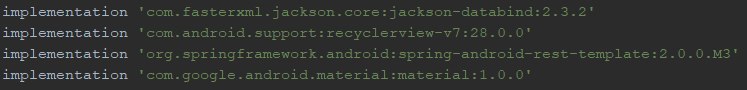 implementation 'com.fasterxml.jackson.core:jackson-databind:2.3.2'
implementation 'com.android.support:recyclerview-v7:28.0.0'
implementation 'org.springframework.android:spring-android-rest-template:2.0.0.M3'
implementation 'com.google.android.material:material:1.0.0'